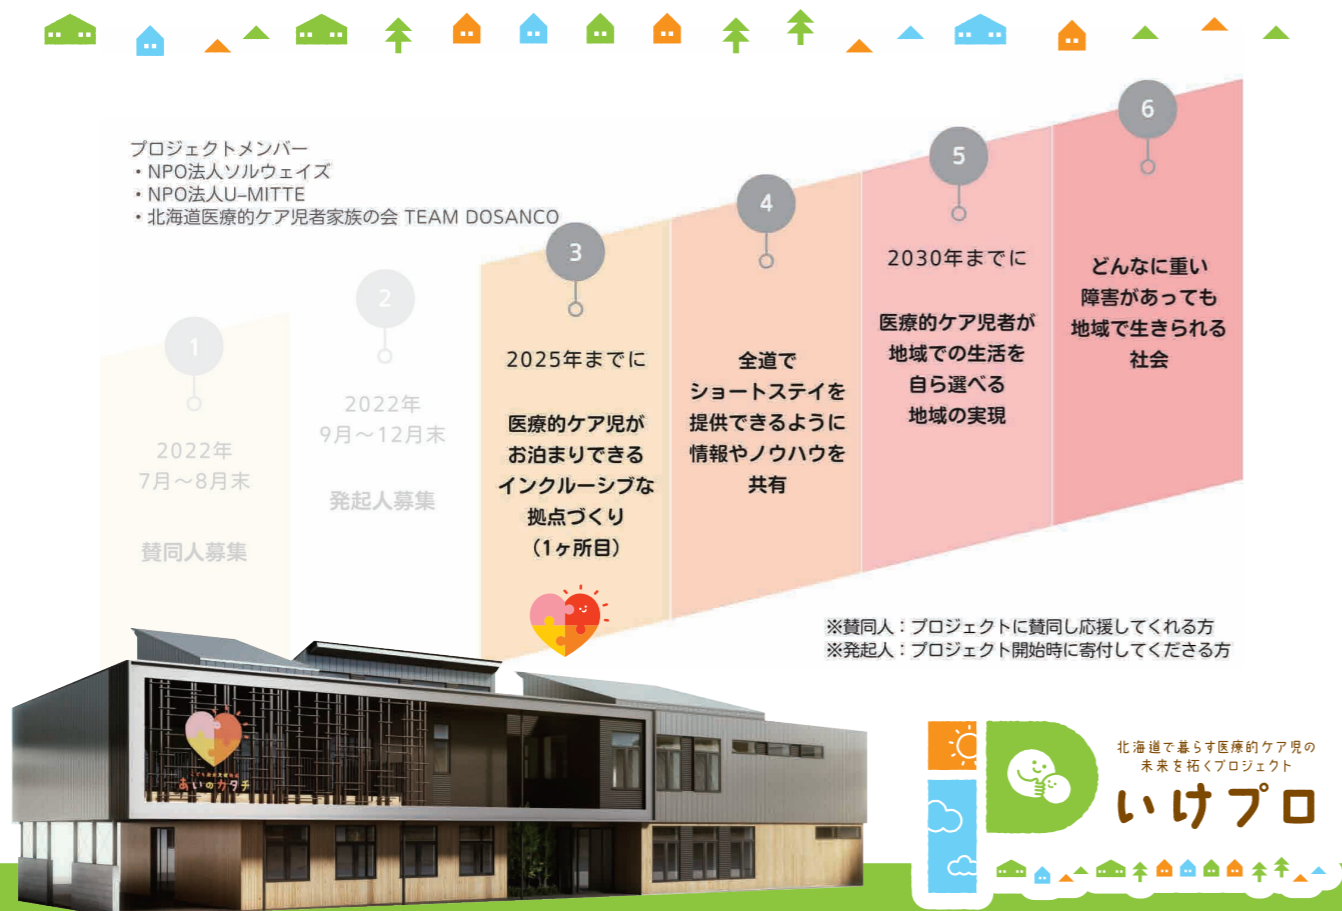 プロジェクトメンバー
・NPO法人ソルウェイズ
・NPO法人U-MITTE
・北海道医療的ケア児者家族の会 TEAM DOSANCO
1
2022年
7月～8月末
賛同人募集
2
2022年
9月～12月末
発起人募集
3
2025年までに
医療的ケア児が
お泊まりできる
インクルーシブな
拠点づくり
（1ヶ所目）
4
全道で
ショートステイを
提供できるように
情報やノウハウを
共有
5
2030年までに
医療的ケア児者が
地域での生活を
自ら選べる
地域の実現
6
どんなに重い
障害があっても
地域で生きられる
社会
※賛同人：プロジェクトに賛同し応援してくれる方
※発起人：プロジェクト開始時に寄付してくださる方
あいのカタチ
北海道で暮らす医療的ケア児の
未来を拓くプロジェクト
いけプロ